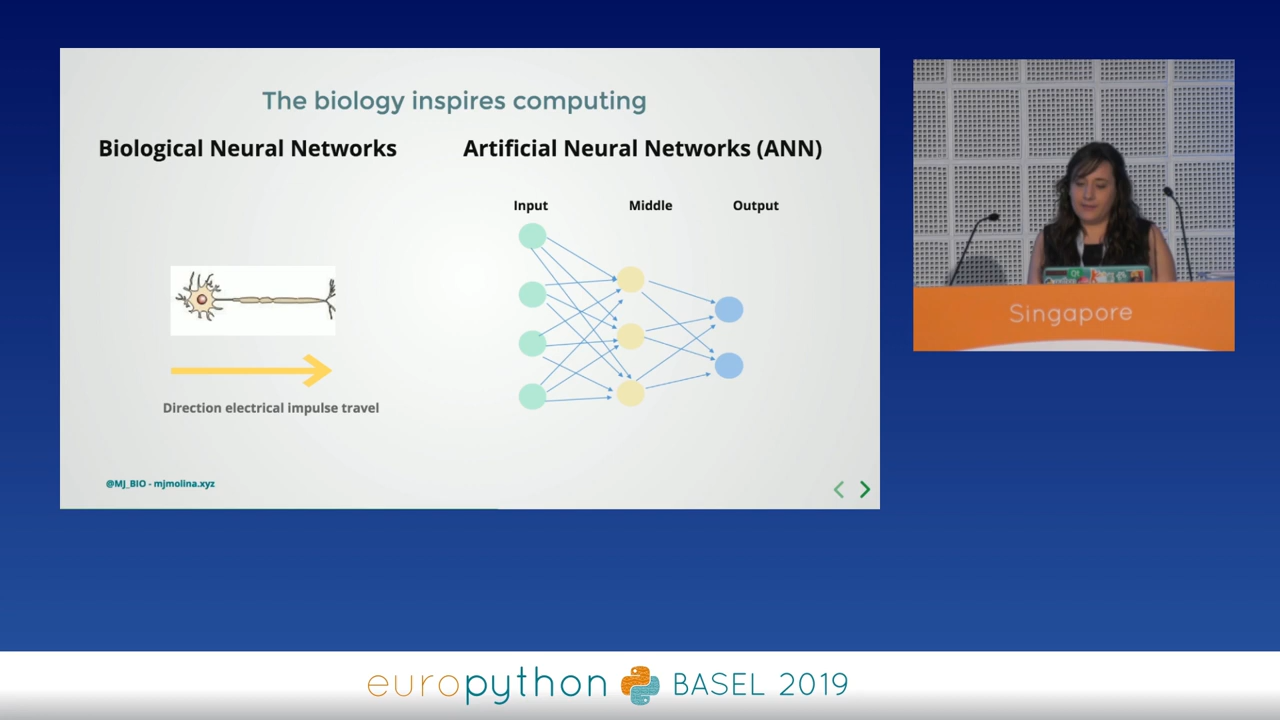 The biology inspires computing
Biological Neural Networks
Artificial Neural Networks (ANN)
Input
Middle
Output
Direction electrical impulse travel
@MJ_BIO - mjmolina.xyz
Singapore
europython BASEL 2019